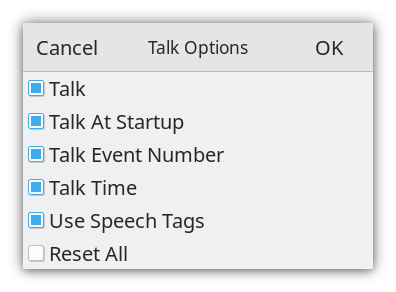 Cancel Talk Options OK
Talk
Talk At Startup
Talk Event Number
Talk Time
Use Speech Tags
Reset All